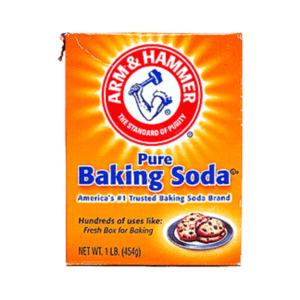 ARM & HAMMER
THE STANDARD OF PURITY
Pure
Baking Soda
America's #1 Trusted Baking Soda Brand
Hundreds of uses like:
Fresh Box for Baking
NET WT. 1 LB. (454g)